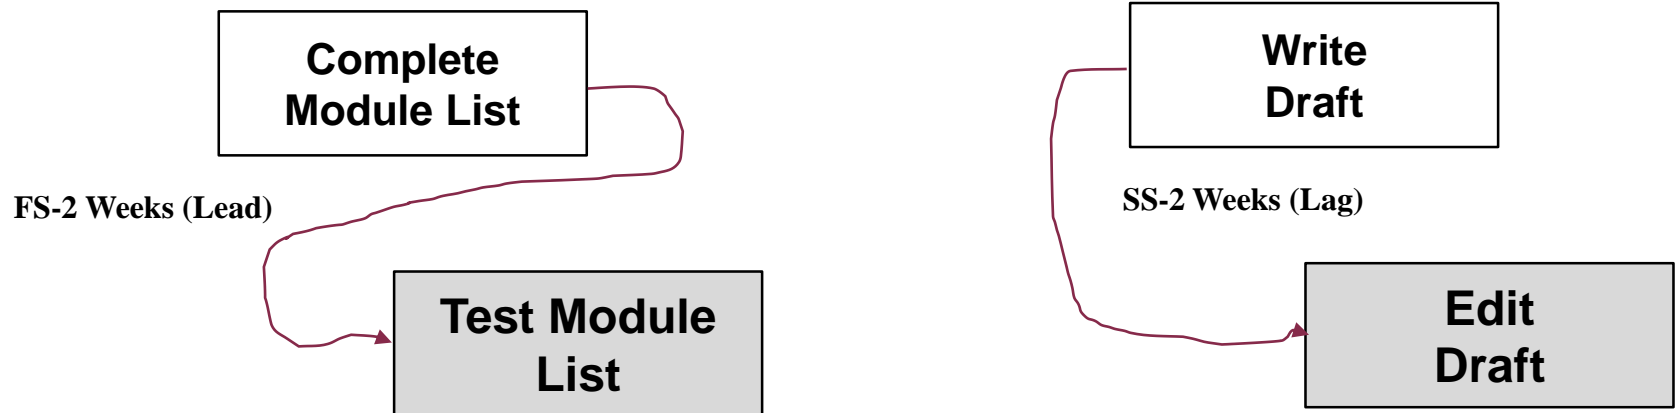 Complete
Module List
FS-2 Weeks (Lead)
Test Module
List
Write
Draft
SS-2 Weeks (Lag)
Edit
Draft